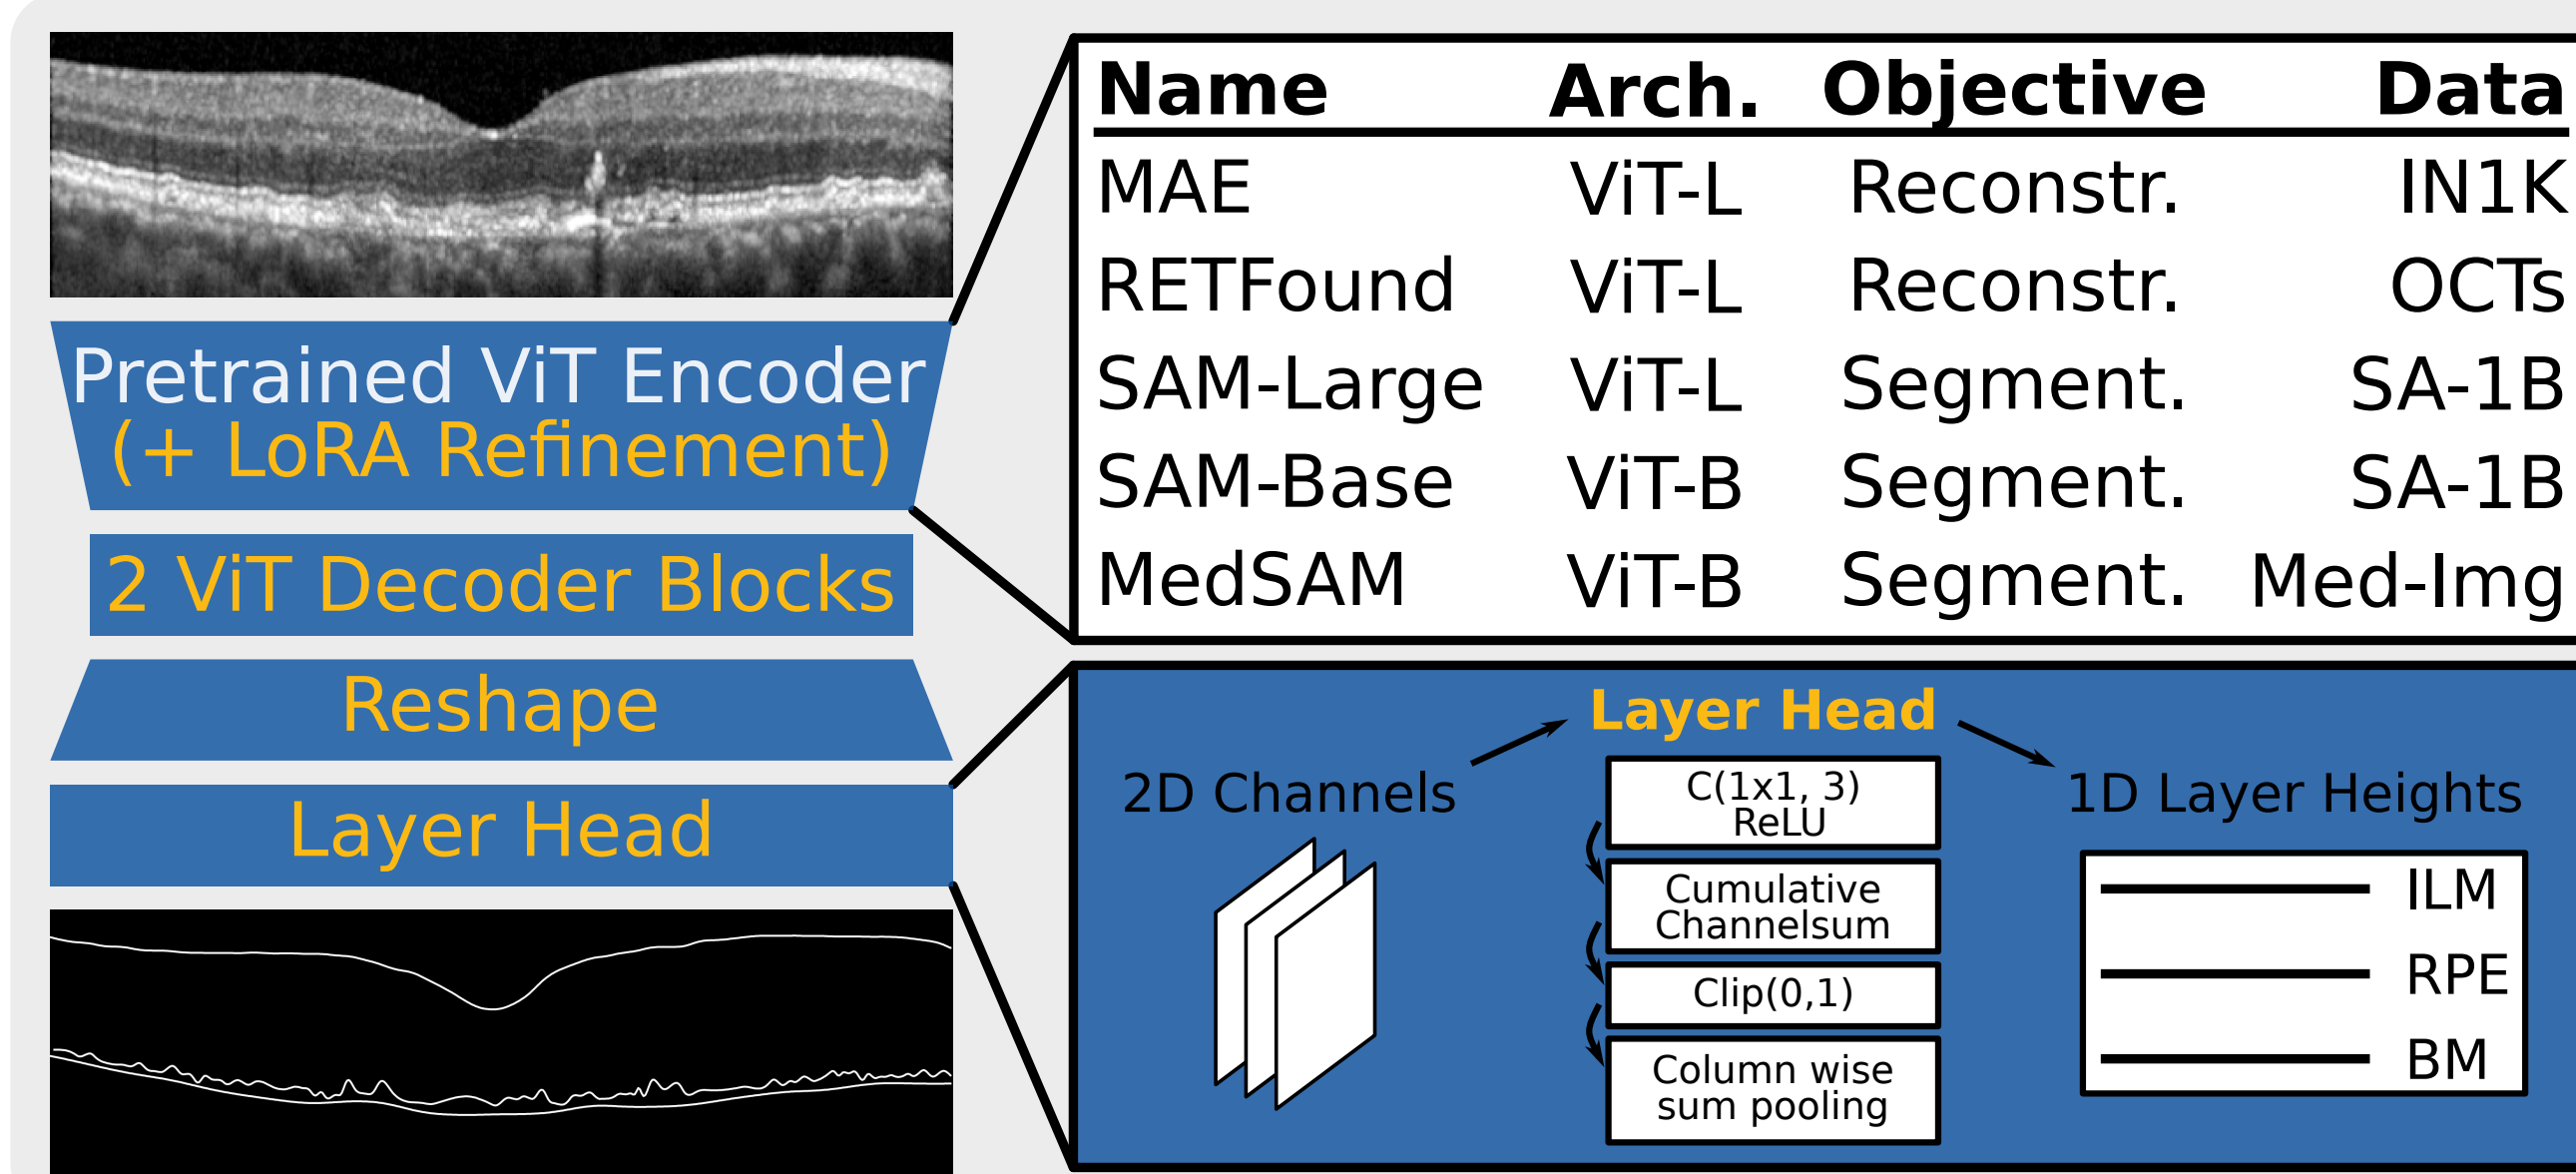 Pretrained ViT Encoder
(+ LoRA Refinement)
2 ViT Decoder Blocks
Reshape
Layer Head
Name Arch. Objective Data
MAE ViT-L Reconstr. IN1K
RETFound ViT-L Reconstr. OCTs
SAM-Large ViT-L Segment. SA-1B
SAM-Base ViT-B Segment. SA-1B
MedSAM ViT-B Segment. Med-Img
Layer Head
2D Channels
C(1x1, 3)
ReLU
Cumulative
Channelsum
Clip(0,1)
Column wise
sum pooling
1D Layer Heights
ILM
RPE
BM